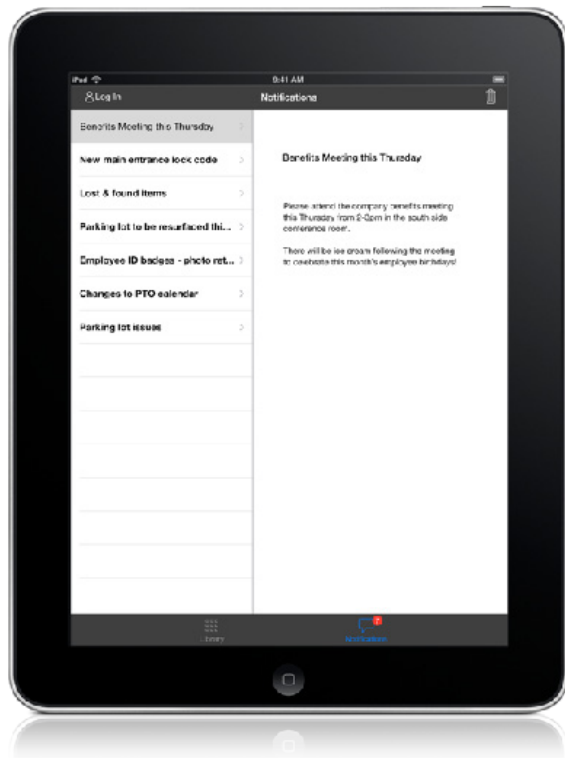 iPad 9:41 AM
Log In Notifications
Benefits Meeting this Thursday
New main entrance lock code
Lost & found items
Parking lot to be resurfaced thi...
Employee ID badges - photo ret...
Changes to PTO calendar
Parking lot issues
Benefits Meeting this Thursday
Please attend the company benefits meeting
this Thursday from 2-3pm in the south side
conference room.
There will be ice cream following the meeting
to celebrate this month's employee birthdays!
Library Notifications